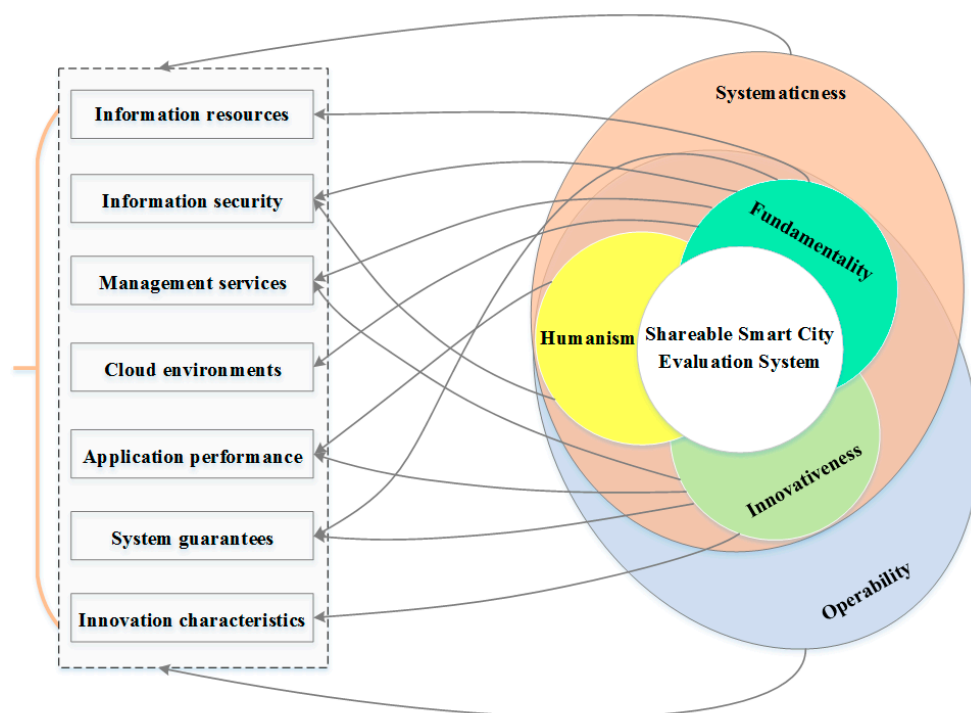 Information resources
Information security
Management services
Cloud environments
Application performance
System guarantees
Innovation characteristics
Systematicness
Fundamentality
Humanism
Shareable Smart City
Evaluation System
Innovativeness
Operability